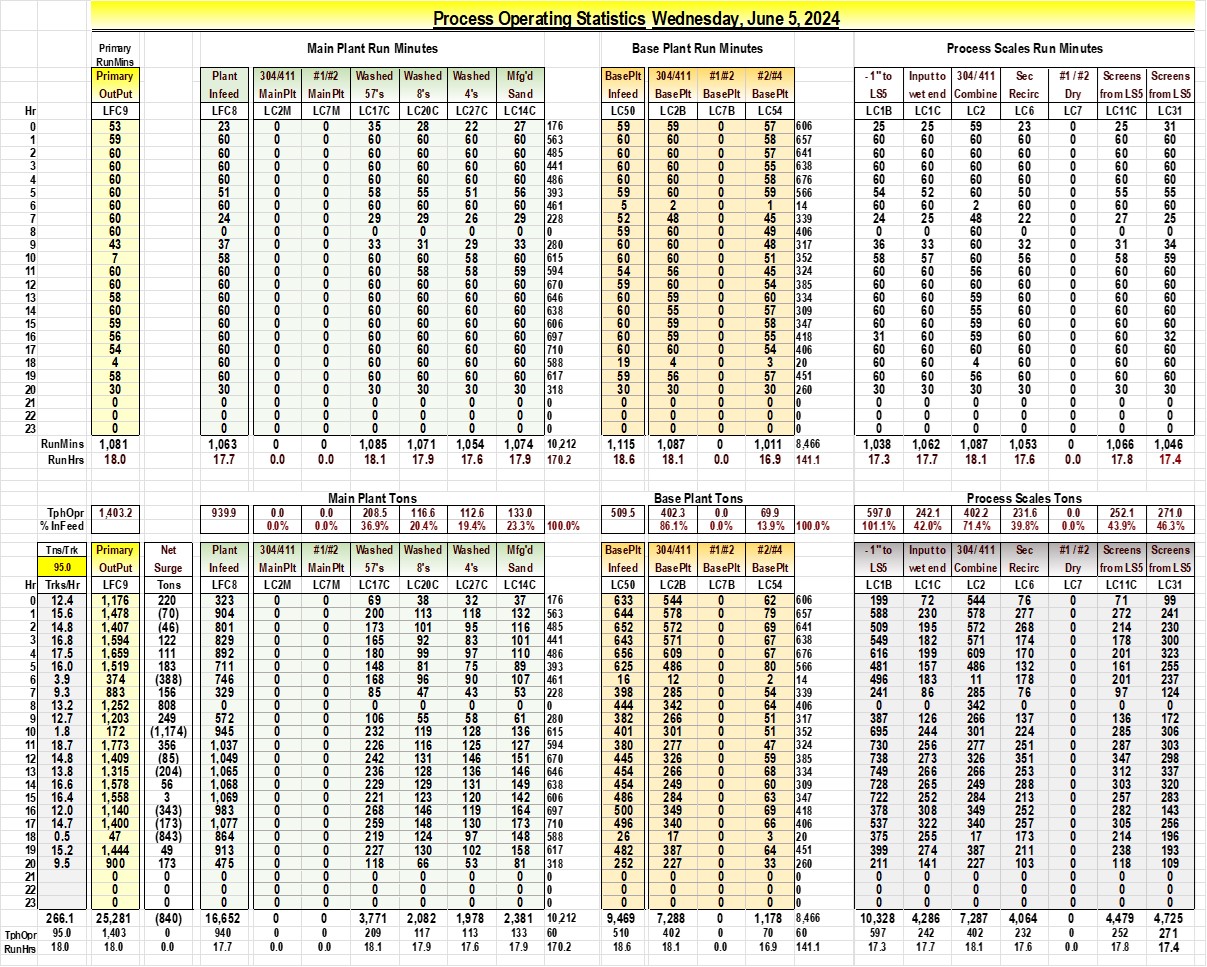 Process Operating Statistics Wednesday, June 5, 2024
Primary Main Plant Run Minutes Base Plant Run Minutes Process Scales Run Minutes
RunMins
Primary Plant 304/411 #1/#2 Washed Washed Washed Mfg'd BasePlt 304/411 #1/#2 #2/#4 - 1" to Input to 304/ 411 Sec #1 / #2 Screens Screens
OutPut Infeed MainPlt MainPlt 57's 8's 4's Sand Infeed BasePlt BasePlt BasePlt LS5 wet end Combine Recirc Dry from LS5 from LS5
Hr LFC9 LFC8 LC2M LC7M LC17C LC20C LC27C LC14C LC50 LC2B LC7B LC54 LC1B LC1C LC2 LC6 LC7 LC11C LC31
0 53 23 0 0 35 28 22 27 176 59 59 0 57 606 25 25 59 23 0 25 31
1 59 60 0 0 60 60 60 60 563 60 60 0 58 657 60 60 60 60 0 60 60
2 60 60 0 0 60 60 60 60 485 60 60 0 57 641 60 60 60 60 0 60 60
3 60 60 0 0 60 60 60 60 441 60 60 0 55 638 60 60 60 60 0 60 60
4 60 60 0 0 60 60 60 60 486 60 60 0 58 676 60 60 60 60 0 60 60
5 60 51 0 0 58 55 51 56 393 59 60 0 59 566 54 52 60 50 0 55 55
6 60 60 0 0 60 60 60 60 461 5 2 0 1 14 60 60 2 60 0 60 60
7 60 24 0 0 29 29 26 29 228 52 48 0 45 339 24 25 48 22 0 27 25
8 60 0 0 0 0 0 0 0 0 59 60 0 49 406 0 0 60 0 0 0 0
9 43 37 0 0 33 31 29 33 280 60 60 0 48 317 36 33 60 32 0 31 34
10 7 58 0 0 60 60 58 60 615 60 60 0 51 352 58 57 60 56 0 58 59
11 60 60 0 0 60 58 58 59 594 54 56 0 45 324 60 60 56 60 0 60 60
12 60 60 0 0 60 60 60 60 670 59 60 0 54 385 60 60 60 60 0 60 60
13 58 60 0 0 60 60 60 60 646 60 59 0 60 334 60 60 59 60 0 60 60
14 60 60 0 0 60 60 60 60 638 60 55 0 57 309 60 60 55 60 0 60 60
15 59 60 0 0 60 60 60 60 606 60 59 0 58 347 60 60 59 60 0 60 60
16 56 60 0 0 60 60 60 60 697 60 59 0 55 418 31 60 59 60 0 60 32
17 54 60 0 0 60 60 60 60 710 60 60 0 54 406 60 60 60 60 0 60 60
18 4 60 0 0 60 60 60 60 588 19 4 0 3 20 60 60 4 60 0 60 60
19 58 60 0 0 60 60 60 60 617 59 56 0 57 451 60 60 56 60 0 60 60
20 30 30 0 0 30 30 30 30 318 30 30 0 30 260 30 30 30 30 0 30 30
21 0 0 0 0 0 0 0 0 0 0 0 0 0 0 0 0 0 0 0 0 0
22 0 0 0 0 0 0 0 0 0 0 0 0 0 0 0 0 0 0 0 0 0
23 0 0 0 0 0 0 0 0 0 0 0 0 0 0 0 0 0 0 0 0 0
RunMins 1,081 1,063 0 0 1,085 1,071 1,054 1,074 10,212 1,115 1,087 0 1,011 8,466 1,038 1,062 1,087 1,053 0 1,066 1,046
Run Hrs 18.0 17.7 0.0 0.0 18.1 17.9 17.6 17.9 170.2 18.6 18.1 0.0 16.9 141.1 17.3 17.7 18.1 17.6 0.0 17.8 17.4
Main Plant Tons Base Plant Tons Process Scales Tons
TphOpr 1,403.2 939.9 0.0 0.0 208.5 116.6 112.6 133.0 509.5 402.3 0.0 69.9 597.0 242.1 402.2 231.6 0.0 252.1 271.0
% InFeed 0.0% 0.0% 36.9% 20.4% 19.4% 23.3% 100.0% 86.1% 0.0% 13.9% 100.0% 101.1% 42.0% 71.4% 39.8% 0.0% 43.9% 46.3%
Tns/Trk Primary Net Plant 304/411 #1/#2 Washed Washed Washed Mfg'd BasePlt 304/411 #1/#2 #2/#4 - 1" to Input to 304/ 411 Sec #1 / #2 Screens Screens
95.0 OutPut Surge Infeed MainPlt MainPlt 57's 8's 4's Sand Infeed BasePlt BasePlt BasePlt LS5 wet end Combine Recirc Dry from LS5 from LS5
Hr Trks/Hr LFC9 Tons LFC8 LC2M LC7M LC17C LC20C LC27C LC14C LC50 LC2B LC7B LC54 LC1B LC1C LC2 LC6 LC7 LC11C LC31
0 12.4 1,176 220 323 0 0 69 38 32 37 176 633 544 0 62 606 199 72 544 76 0 71 99
1 15.6 1,478 (70) 904 0 0 200 113 118 132 563 644 578 0 79 657 588 230 578 277 0 272 241
2 14.8 1,407 (46) 801 0 0 173 101 95 116 485 652 572 0 69 641 509 195 572 268 0 214 230
3 16.8 1,594 122 829 0 0 165 92 83 101 441 643 571 0 67 638 549 182 571 174 0 178 300
4 17.5 1,659 111 892 0 0 180 99 97 110 486 656 609 0 67 676 616 199 609 170 0 201 323
5 16.0 1,519 183 711 0 0 148 81 75 89 393 625 486 0 80 566 481 157 486 132 0 161 255
6 3.9 374 (388) 746 0 0 168 96 90 107 461 16 12 0 2 14 496 183 11 178 0 201 237
7 9.3 883 156 329 0 0 85 47 43 53 228 398 285 0 54 339 241 86 285 76 0 97 124
8 13.2 1,252 808 0 0 0 0 0 0 0 0 444 342 0 64 406 0 0 342 0 0 0 0
9 12.7 1,203 249 572 0 0 106 55 58 61 280 382 266 0 51 317 387 126 266 137 0 136 172
10 1.8 172 (1,174) 945 0 0 232 119 128 136 615 401 301 0 51 352 695 244 301 224 0 285 306
11 18.7 1,773 356 1,037 0 0 226 116 125 127 594 380 277 0 47 324 730 256 277 251 0 287 303
12 14.8 1,409 (85) 1,049 0 0 242 131 146 151 670 445 326 0 59 385 738 273 326 351 0 347 298
13 13.8 1,315 (204) 1,065 0 0 236 128 136 146 646 454 266 0 68 334 749 266 266 253 0 312 337
14 16.6 1,578 56 1,068 0 0 229 129 131 149 638 454 249 0 60 309 728 265 249 288 0 303 320
15 16.4 1,558 3 1,069 0 0 221 123 120 142 606 486 284 0 63 347 722 252 284 213 0 257 283
16 12.0 1,140 (343) 983 0 0 268 146 119 164 697 500 349 0 69 418 378 308 349 252 0 282 143
17 14.7 1,400 (173) 1,077 0 0 259 148 130 173 710 496 340 0 66 406 537 322 340 257 0 305 256
18 0.5 47 (843) 864 0 0 219 124 97 148 588 26 17 0 3 20 375 255 17 173 0 214 196
19 15.2 1,444 49 913 0 0 227 130 102 158 617 482 387 0 64 451 399 274 387 211 0 238 193
20 9.5 900 173 475 0 0 118 66 53 81 318 252 227 0 33 260 211 141 227 103 0 118 109
21 0 0 0 0 0 0 0 0 0 0 0 0 0 0 0 0 0 0 0 0 0 0
22 0 0 0 0 0 0 0 0 0 0 0 0 0 0 0 0 0 0 0 0 0 0
23 0 0 0 0 0 0 0 0 0 0 0 0 0 0 0 0 0 0 0 0 0 0
266.1 25,281 (840) 16,652 0 0 3,771 2,082 1,978 2,381 10,212 9,469 7,288 0 1,178 8,466 10,328 4,286 7,287 4,064 0 4,479 4,725
TphOpr 95.0 1,403 0 940 0 0 209 117 113 133 60 510 402 0 70 60 597 242 402 232 0 252 271
RunHrs 18.0 18.0 0.0 17.7 0.0 0.0 18.1 17.9 17.6 17.9 170.2 18.6 18.1 0.0 16.9 141.1 17.3 17.7 18.1 17.6 0.0 17.8 17.4